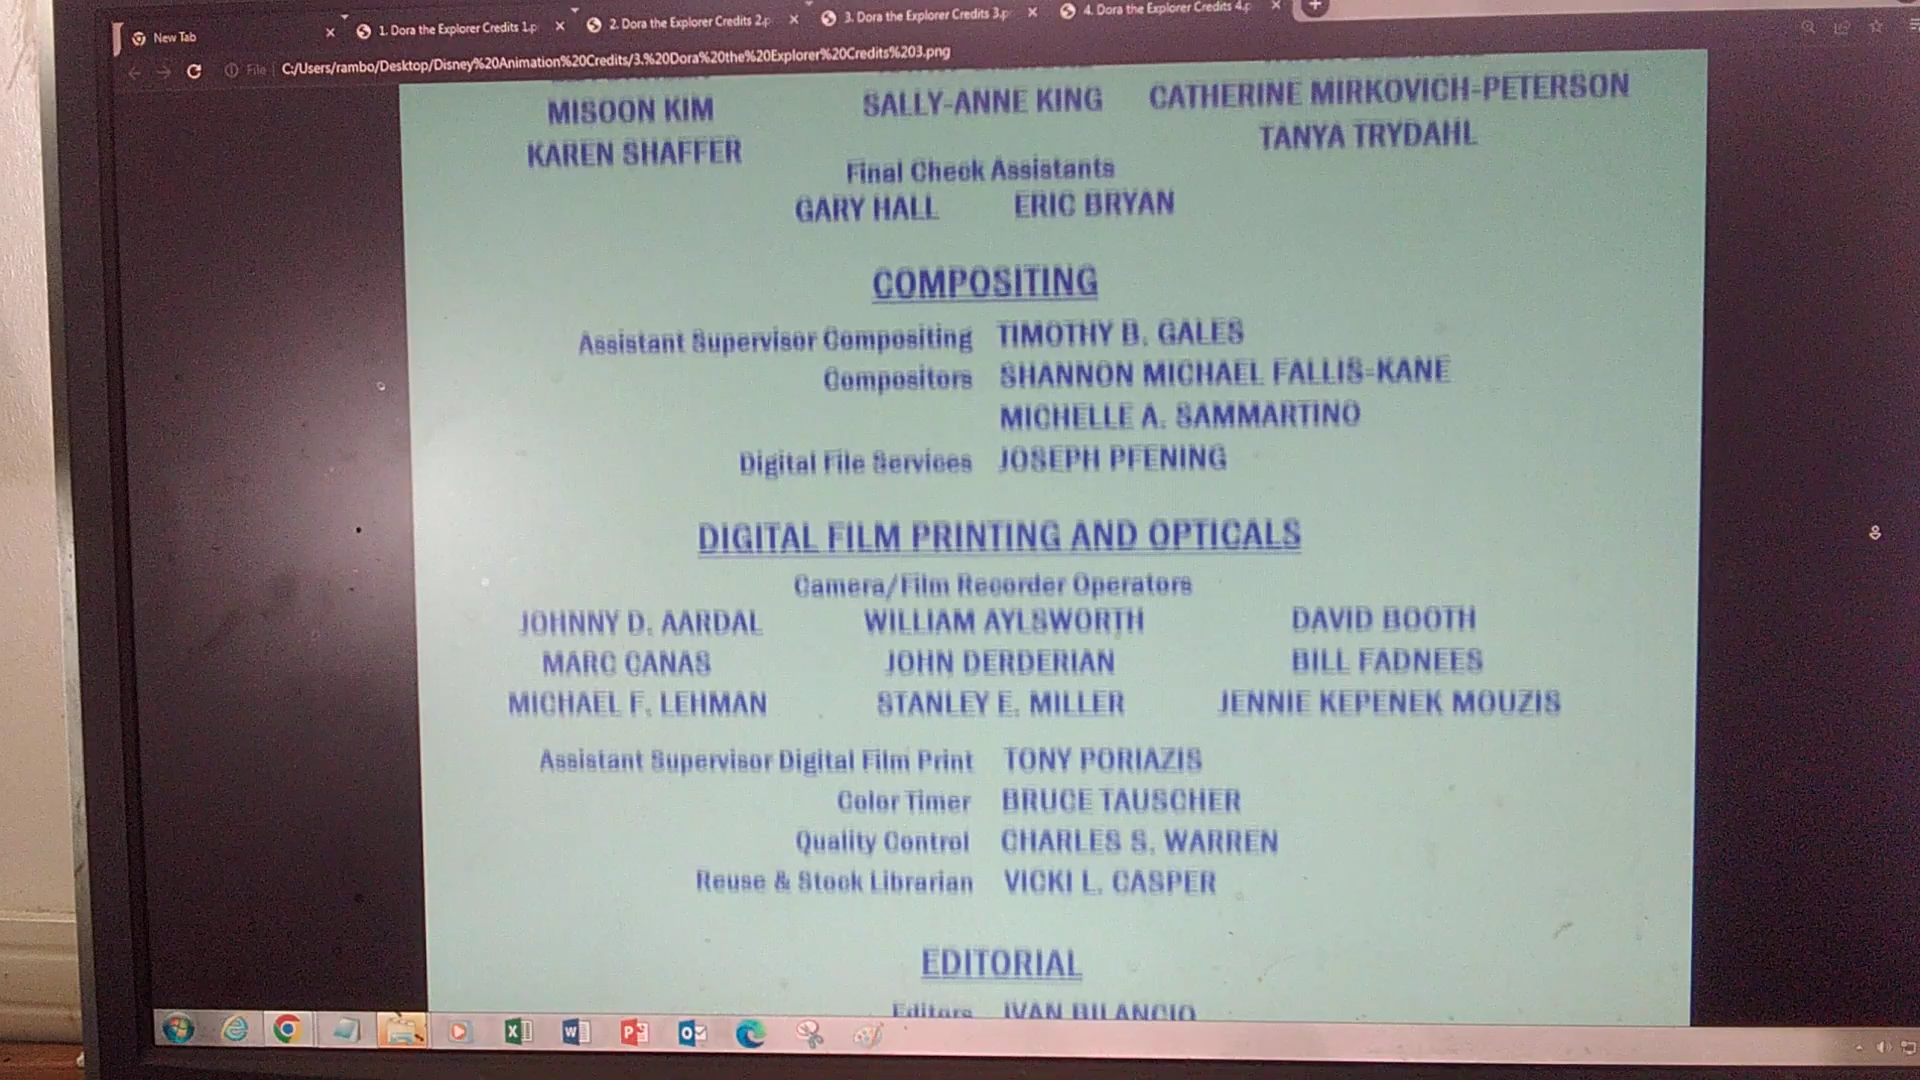 New Tab
1. Dora the Explorer Credits 1.p
2. Dora the Explorer Credits 2.p
3. Dora the Explorer Credits 3.p
4. Dora the Explorer Credits 4.p
File C:/Users/rambo/Desktop/Disney%20Animation%20Credits/3.%20Dora%20the%20Explorer%20Credits%203.png
MISOON KIM SALLY-ANNE KING CATHERINE MIRKOVICH-PETERSON
KAREN SHAFFER TANYA TRYDAHL
Final Check Assistants
GARY HALL ERIC BRYAN
COMPOSITING
Assistant Supervisor Compositing TIMOTHY B. GALES
Compositors SHANNON MICHAEL FALLIS-KANE
MICHELLE A. SAMMARTINO
Digital File Services JOSEPH PFENING
DIGITAL FILM PRINTING AND OPTICALS
Camera/Film Recorder Operators
JOHNNY D. AARDAL WILLIAM AYLSWORTH DAVID BOOTH
MARC CANAS JOHN DERDERIAN BILL FADNEES
MICHAEL F. LEHMAN STANLEY E. MILLER JENNIE KEPENEK MOUZIS
Assistant Supervisor Digital Film Print TONY PORIAZIS
Color Timer BRUCE TAUSCHER
Quality Control CHARLES S. WARREN
Reuse & Stock Librarian VICKI L. CASPER
EDITORIAL
Editors IVAN BILANCIO